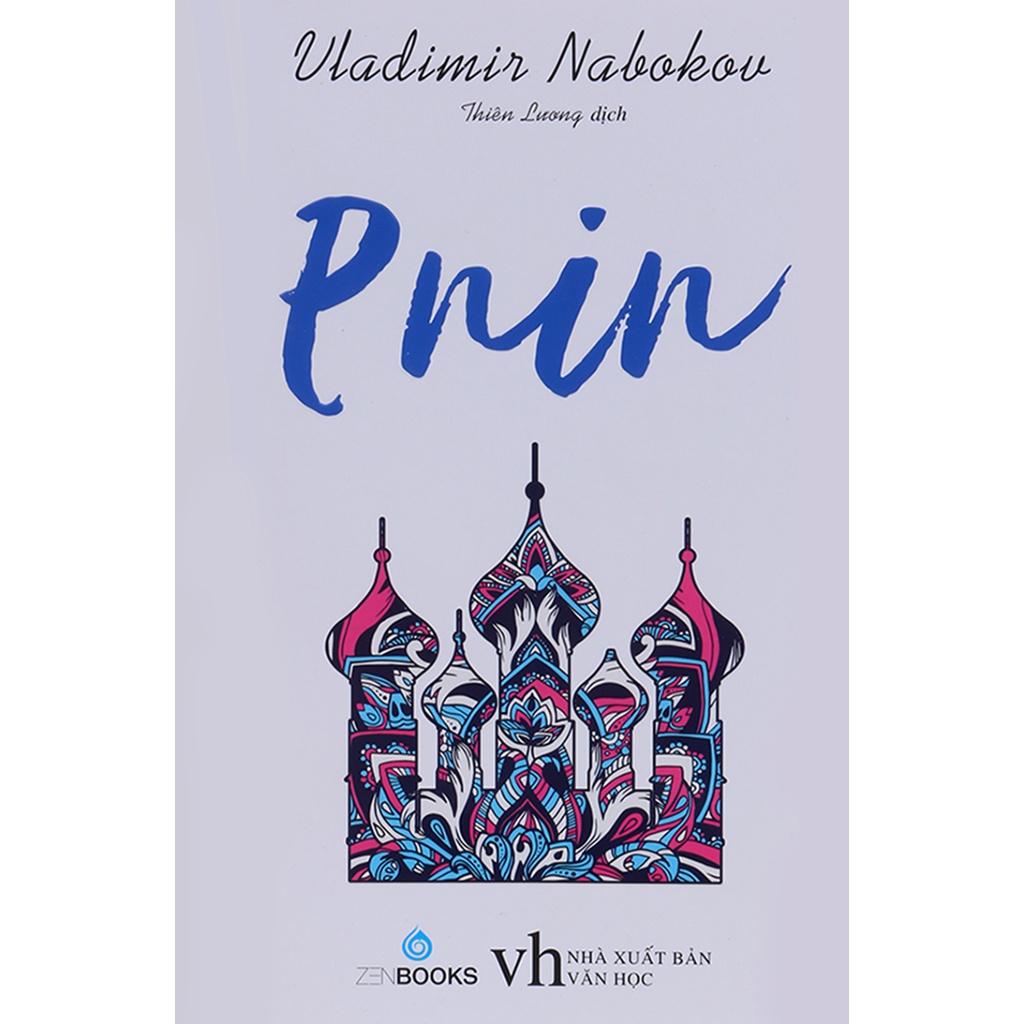 Vladimir Nabokov
Thiên Lương dịch
Pnin
ZENBOOKS
vh NHÀ XUẤT BẢN
VĂN HỌC